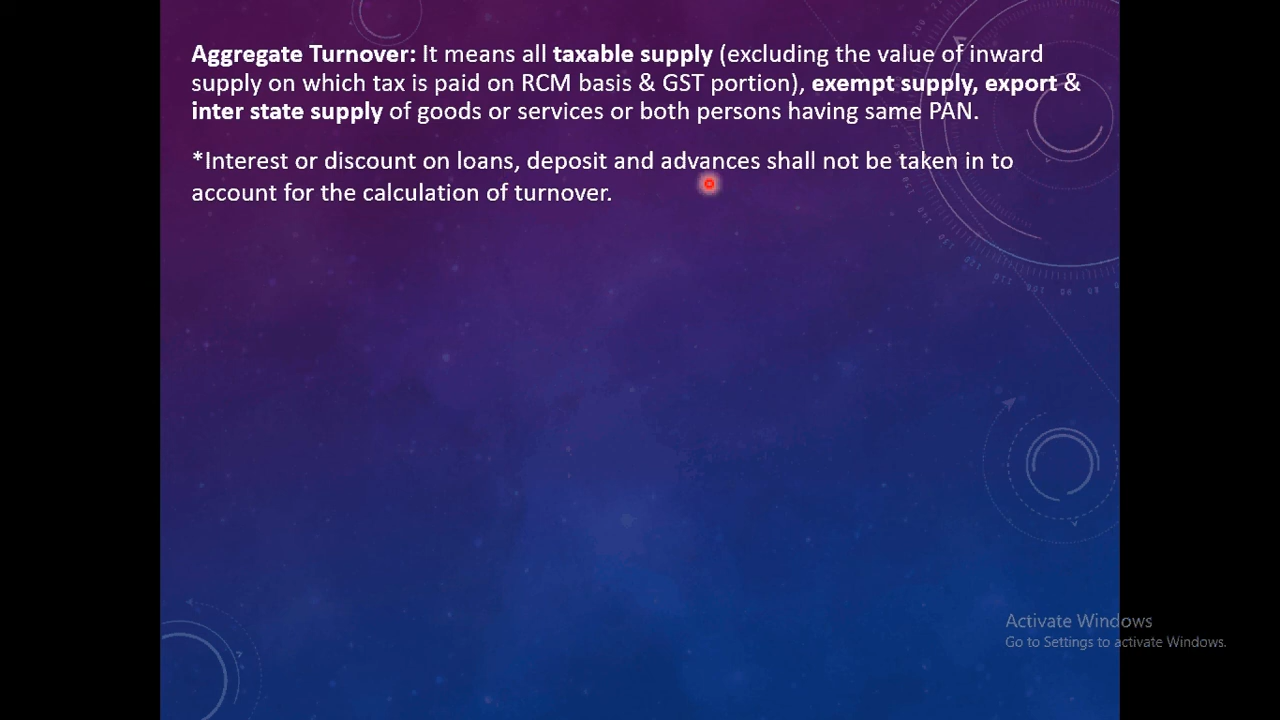 Aggregate Turnover: It means all taxable supply (excluding the value of inward
supply on which tax is paid on RCM basis & GST portion), exempt supply, export &
inter state supply of goods or services or both persons having same PAN.
*Interest or discount on loans, deposit and advances shall not be taken in to
account for the calculation of turnover.
Activate Windows
Go to Settings to activate Windows.